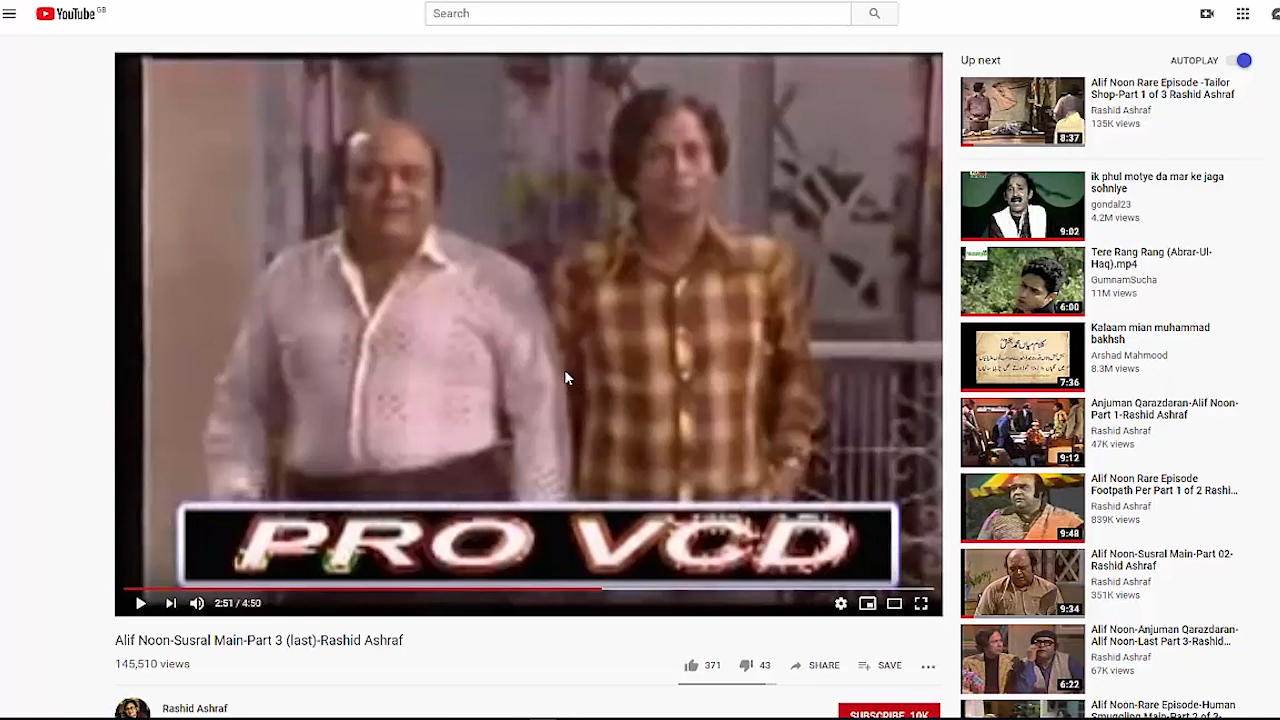 YouTube GB
Search
PRO VCD
2:51 / 4:50
Alif Noon-Susral Main-Part 3 (last)-Rashid Ashraf
145,510 views
371
43
SHARE
SAVE
Rashid Ashraf
SUBSCRIBE 10K
Up next
AUTOPLAY
8:37
Alif Noon Rare Episode -Tailor
Shop-Part 1 of 3 Rashid Ashraf
Rashid Ashraf
135K views
9:02
ik phul motye da mar ke jaga
sohniye
gondal23
4.2M views
6:00
Tere Rang Rang (Abrar-Ul-
Haq).mp4
GumnamSucha
11M views
7:36
Kalaam mian muhammad
bakhsh
Arshad Mahmood
8.3M views
9:12
Anjuman Qarazdaran-Alif Noon-
Part 1-Rashid Ashraf
Rashid Ashraf
47K views
9:48
Alif Noon Rare Episode
Footpath Per Part 1 of 2 Rashi...
Rashid Ashraf
839K views
9:34
Alif Noon-Susral Main-Part 02-
Rashid Ashraf
Rashid Ashraf
351K views
6:22
Alif Noon-Anjuman Qarazdaran-
Alif Noon-Last Part 3-Rashid...
Rashid Ashraf
67K views
Alif Noon-Rare-Episode-Human
Smuggling Main-Part 2 of 2-